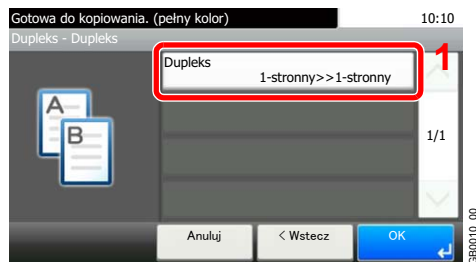 Gotowa do kopiowania. (pełny kolor)
10:10
Dupleks - Dupleks
1
Dupleks
1-stronny>>1-stronny
A
B
1/1
Anuluj
< Wstecz
OK
GB0010_00